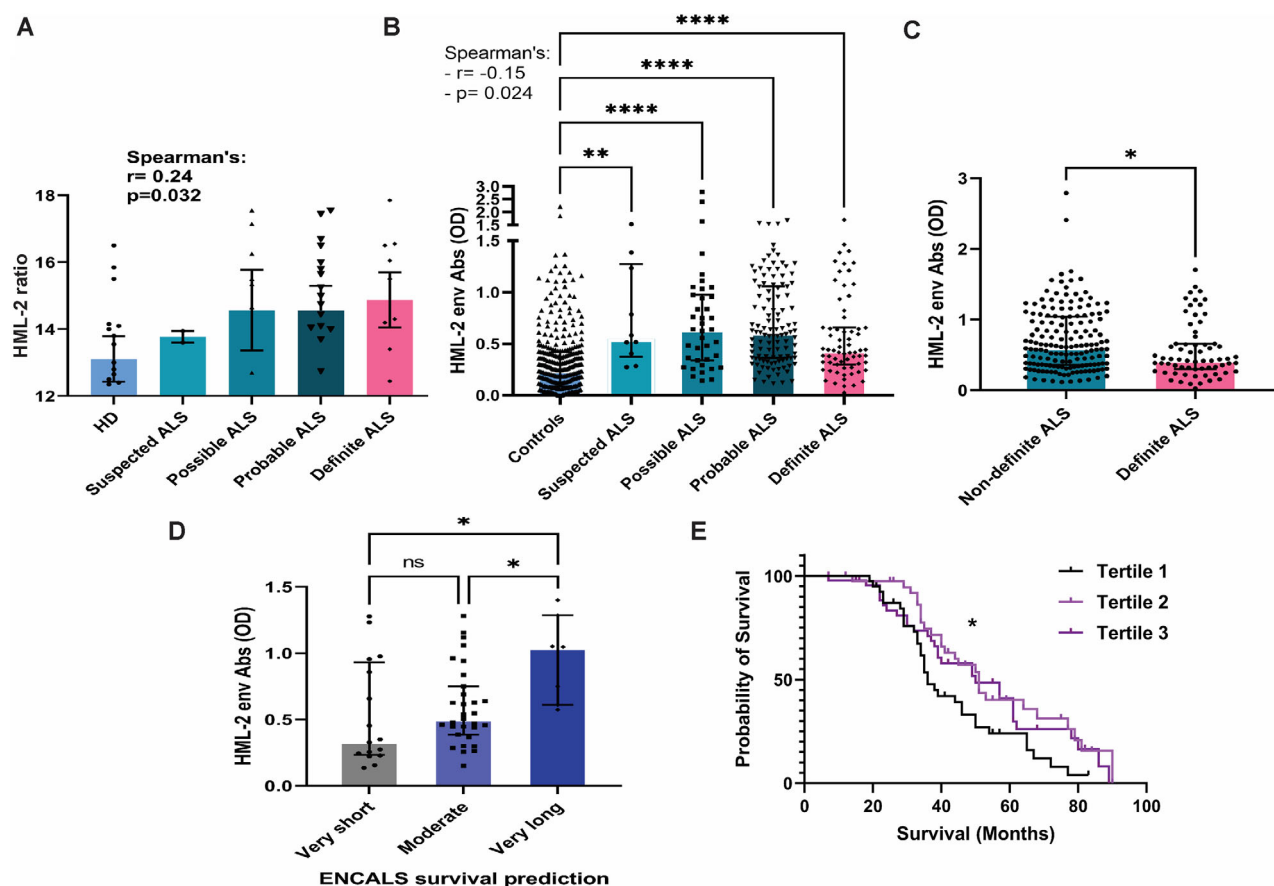 A
Spearman's:
r= 0.24
p=0.032
HML-2 ratio
18
16
14
12
HD
Suspected ALS
Possible ALS
Probable ALS
Definite ALS
B
Spearman's:
- r= -0.15
- p= 0.024
****
****
****
**
HML-2 env Abs (OD)
3.0
2.5
2.0
1.5
1.5
1.0
0.5
0.0
Controls
Suspected ALS
Possible ALS
Probable ALS
Definite ALS
C
*
HML-2 env Abs (OD)
3
2
1
0
Non-definite ALS
Definite ALS
D
*
ns
*
HML-2 env Abs (OD)
1.5
1.0
0.5
0.0
Very short
Moderate
Very long
ENCALS survival prediction
E
Tertile 1
Tertile 2
Tertile 3
*
Probability of Survival
100
50
0
0
20
40
60
80
100
Survival (Months)